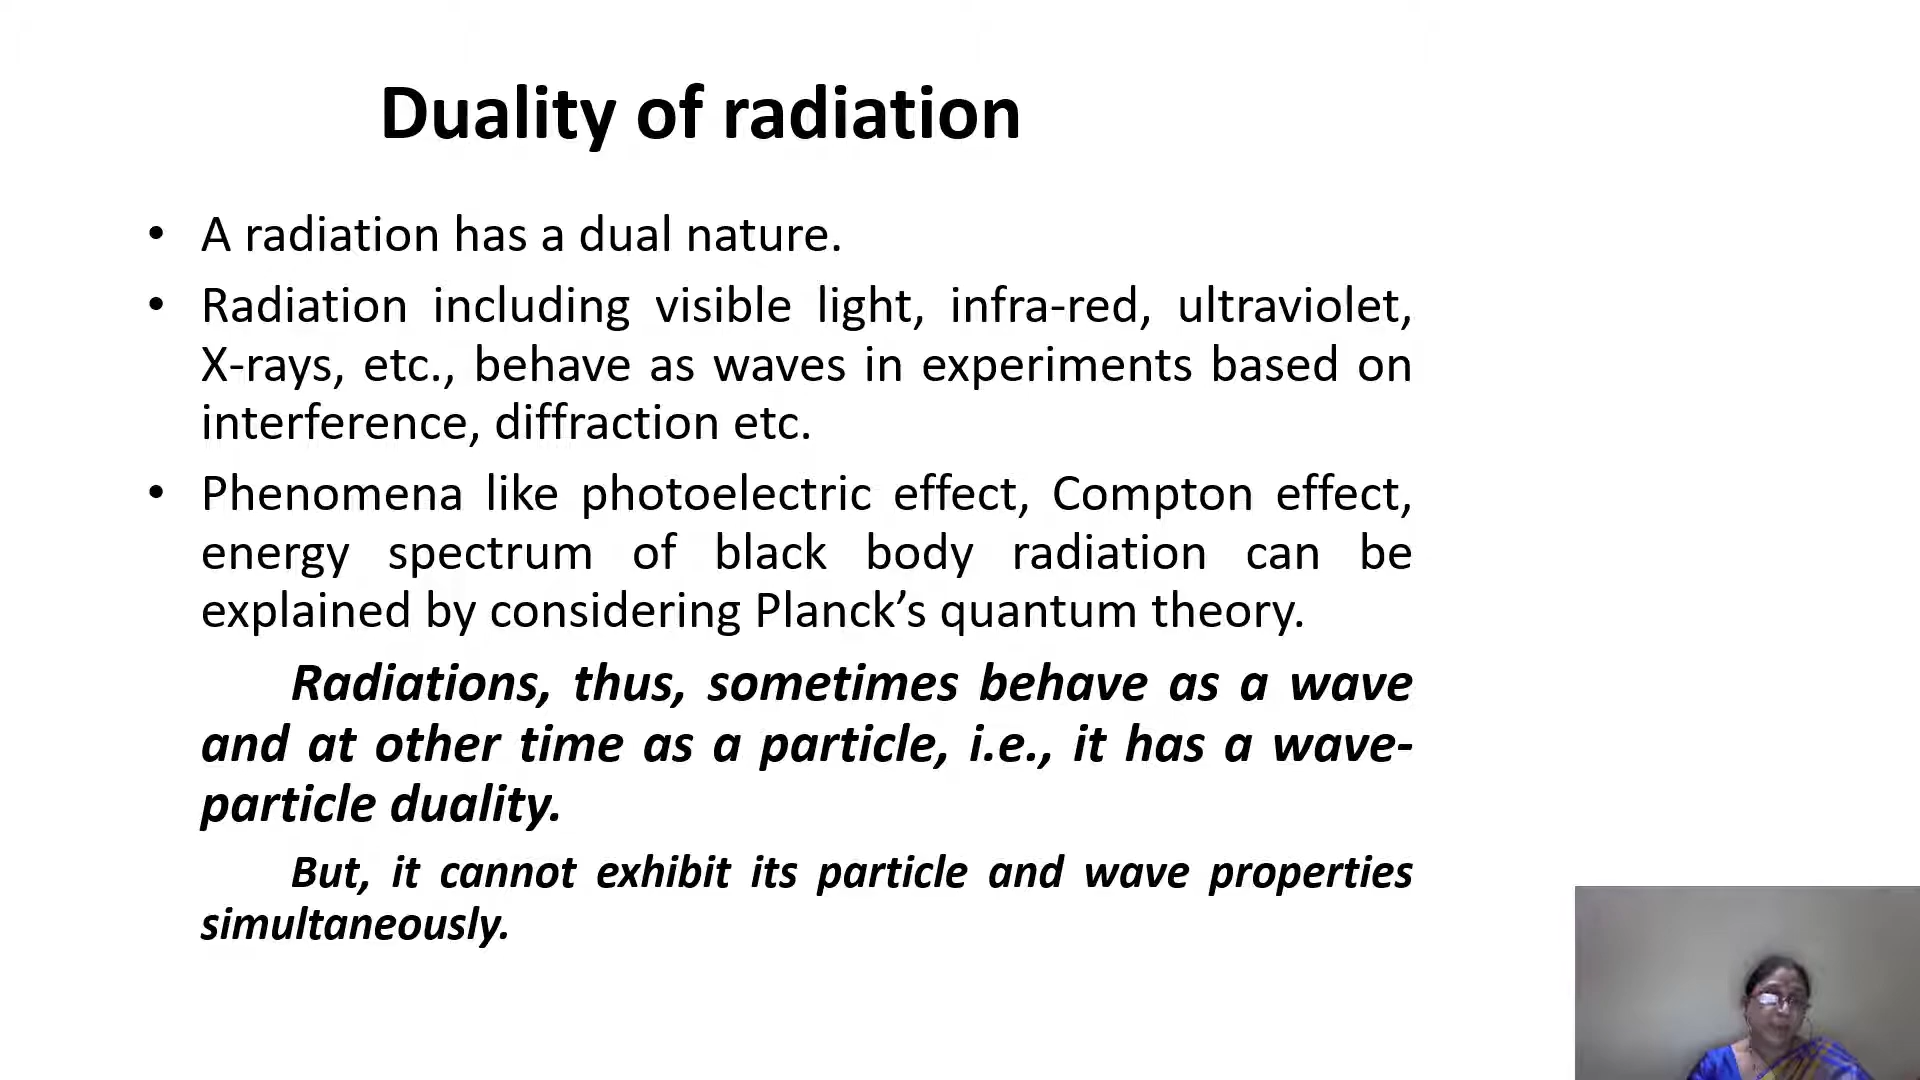 Duality of radiation
• A radiation has a dual nature.
• Radiation including visible light, infra-red, ultraviolet,
X-rays, etc., behave as waves in experiments based on
interference, diffraction etc.
• Phenomena like photoelectric effect, Compton effect,
energy spectrum of black body radiation can be
explained by considering Planck’s quantum theory.
Radiations, thus, sometimes behave as a wave
and at other time as a particle, i.e., it has a wave-
particle duality.
But, it cannot exhibit its particle and wave properties
simultaneously.